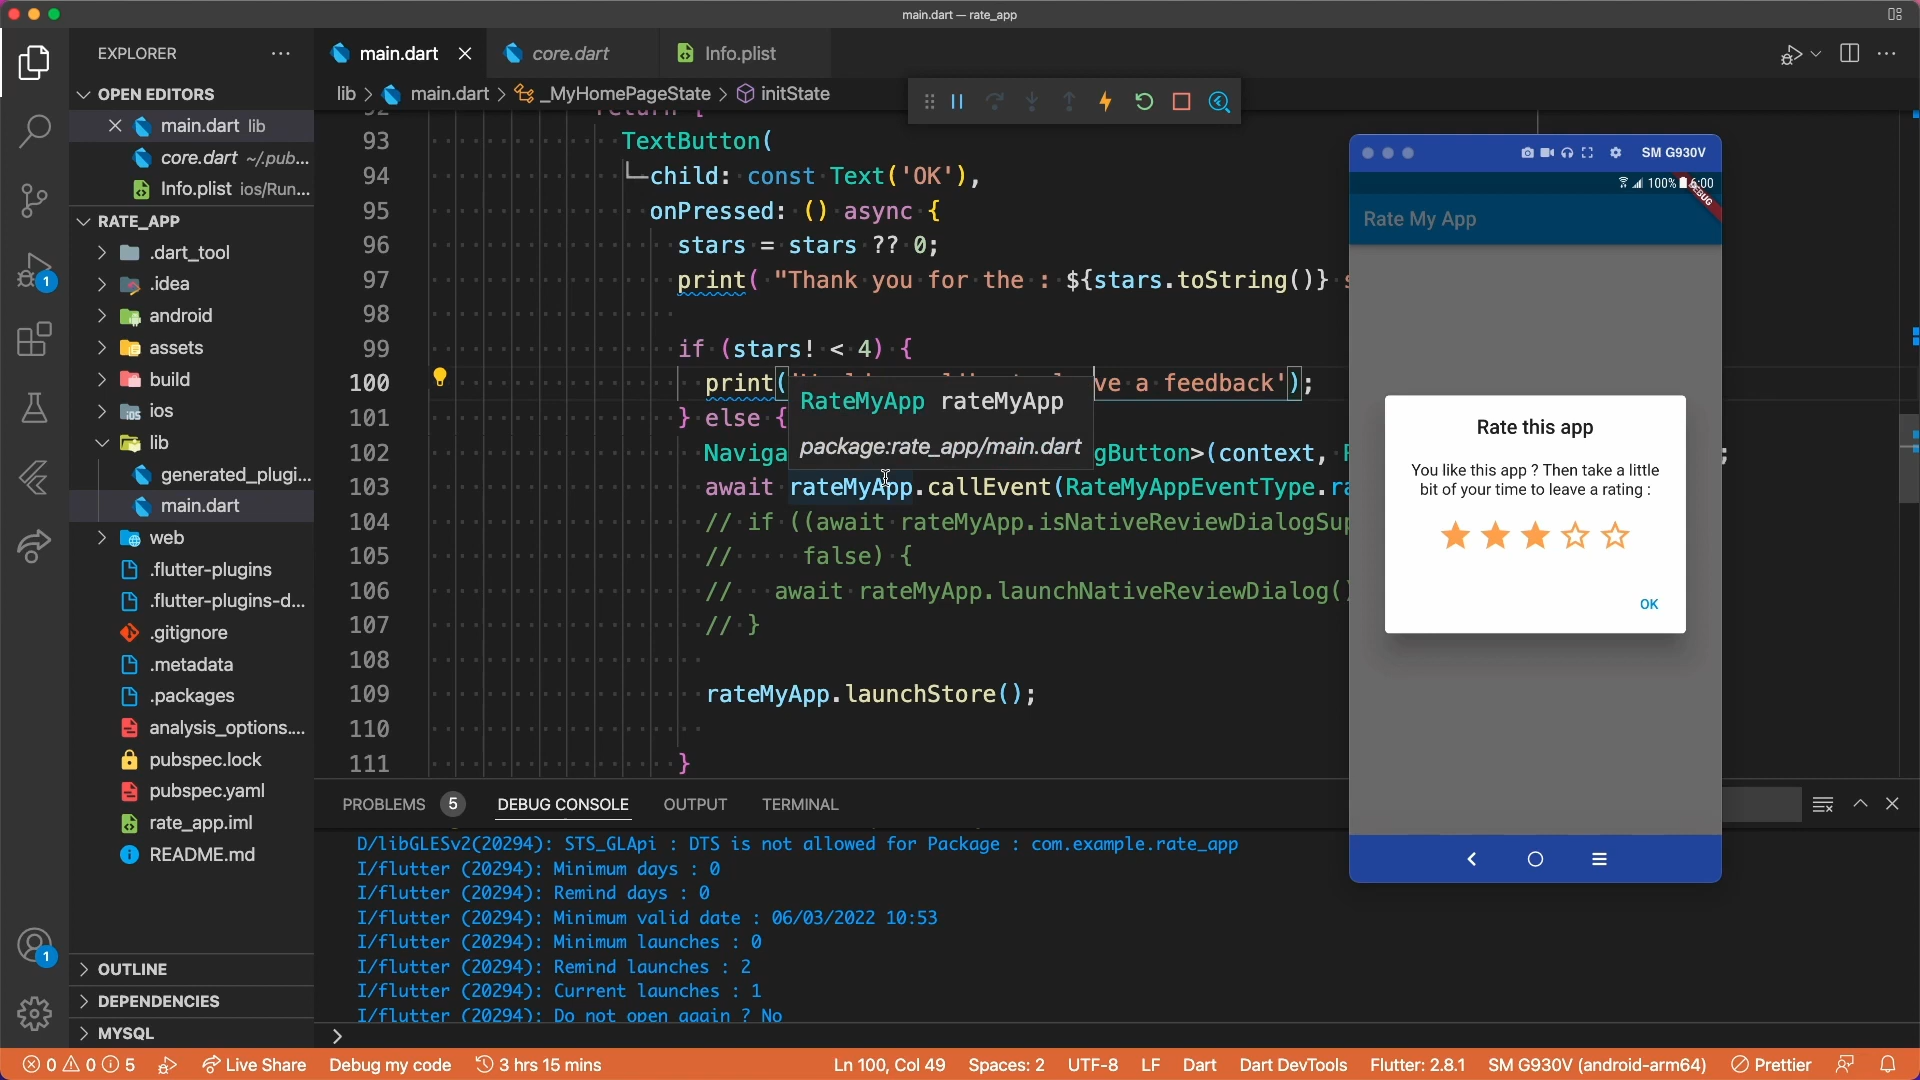 main.dart — rate_app
EXPLORER
main.dart
core.dart
Info.plist
lib > main.dart > _MyHomePageState > initState
OPEN EDITORS
main.dart lib
core.dart ~/.pub...
Info.plist ios/Run...
RATE_APP
.dart_tool
.idea
android
assets
build
ios
lib
generated_plugi...
main.dart
web
.flutter-plugins
.flutter-plugins-d...
.gitignore
.metadata
.packages
analysis_options....
pubspec.lock
pubspec.yaml
rate_app.iml
README.md
OUTLINE
DEPENDENCIES
MYSQL
1
1
93 TextButton(
94 child: const Text('OK'),
95 onPressed: () async {
96 stars = stars ?? 0;
97 print( "Thank you for the : ${stars.toString()} s
98
99 if (stars! < 4) {
100 print( ve a feedback');
101 } else {
102 Naviga gButton>(context, ;
103 await rateMyApp.callEvent(RateMyAppEventType.ra
104 // if ((await rateMyApp.isNativeReviewDialogSup
105 // false) {
106 // await rateMyApp.launchNativeReviewDialog()
107 // }
108
109 rateMyApp.launchStore();
110
111 }
RateMyApp rateMyApp
package:rate_app/main.dart
SM G930V
100% 6:00
DEBUG
Rate My App
Rate this app
You like this app ? Then take a little
bit of your time to leave a rating :
OK
PROBLEMS 5 DEBUG CONSOLE OUTPUT TERMINAL
D/libGLESv2(20294): STS_GLApi : DTS is not allowed for Package : com.example.rate_app
I/flutter (20294): Minimum days : 0
I/flutter (20294): Remind days : 0
I/flutter (20294): Minimum valid date : 06/03/2022 10:53
I/flutter (20294): Minimum launches : 0
I/flutter (20294): Remind launches : 2
I/flutter (20294): Current launches : 1
I/flutter (20294): Do not open again ? No
0 0 5 Live Share Debug my code 3 hrs 15 mins Ln 100, Col 49 Spaces: 2 UTF-8 LF Dart Dart DevTools Flutter: 2.8.1 SM G930V (android-arm64) Prettier